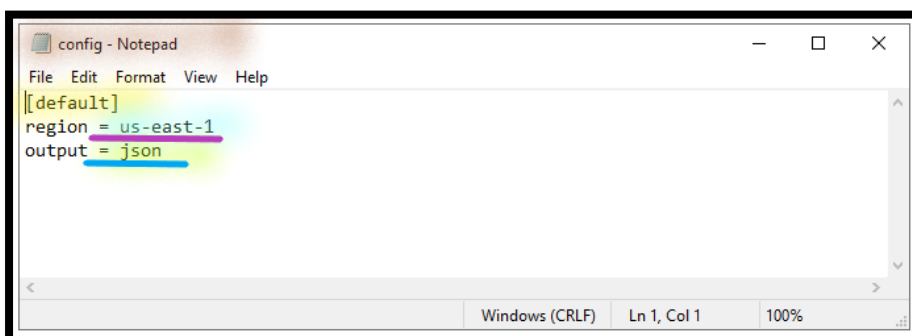 config - Notepad
File Edit Format View Help
[default]
region = us-east-1
output = json
Windows (CRLF) Ln 1, Col 1 100%